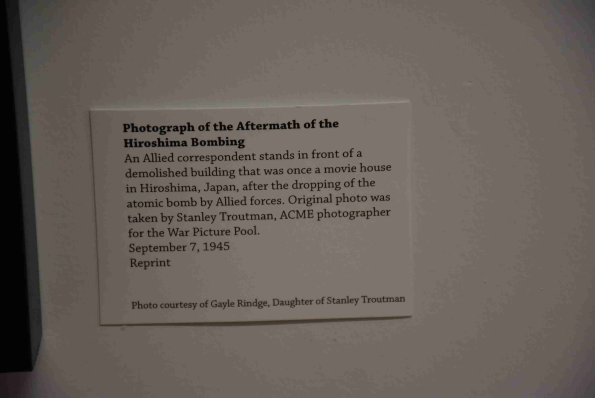 Photograph of the Aftermath of the
Hiroshima Bombing
An Allied correspondent stands in front of a
demolished building that was once a movie house
in Hiroshima, Japan, after the dropping of the
atomic bomb by Allied forces. Original photo was
taken by Stanley Troutman, ACME photographer
for the War Picture Pool.
September 7, 1945
Reprint
Photo courtesy of Gayle Rindge, Daughter of Stanley Troutman